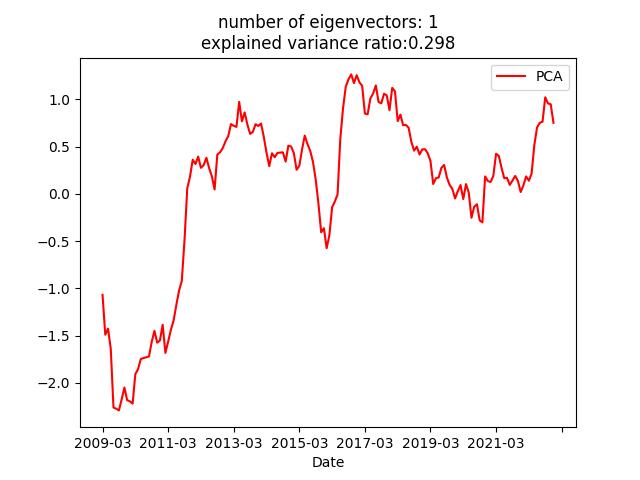 number of eigenvectors: 1
explained variance ratio:0.298
PCA
1.0
0.5
0.0
−0.5
−1.0
−1.5
−2.0
2009-03 2011-03 2013-03 2015-03 2017-03 2019-03 2021-03
Date